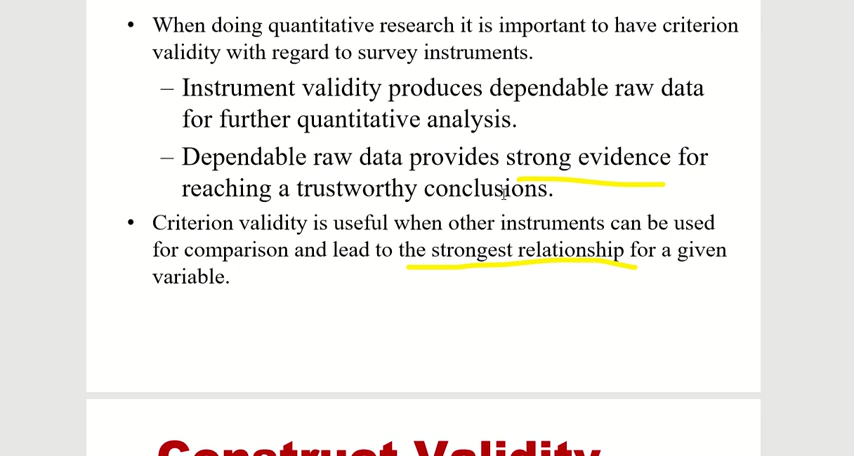 • When doing quantitative research it is important to have criterion
validity with regard to survey instruments.
– Instrument validity produces dependable raw data
for further quantitative analysis.
– Dependable raw data provides strong evidence for
reaching a trustworthy conclusions.
• Criterion validity is useful when other instruments can be used
for comparison and lead to the strongest relationship for a given
variable.
Construct Validity